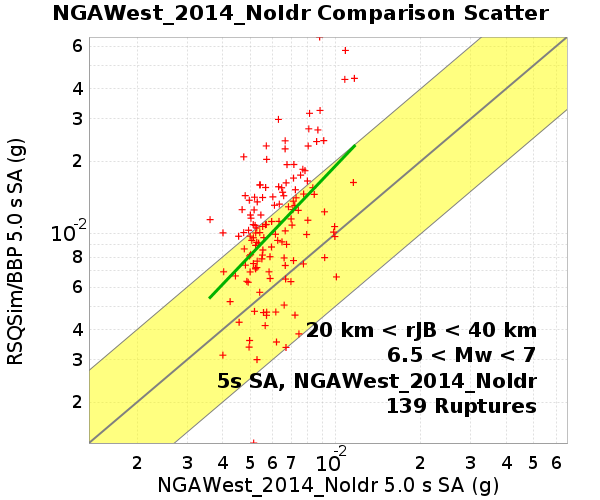 NGAWest_2014_NoIdr Comparison Scatter
RSQSim/BBP 5.0 s SA (g)
6
4
3
2
10-2
8
6
4
3
2
20 km < rJB < 40 km
6.5 < Mw < 7
5s SA, NGAWest_2014_NoIdr
139 Ruptures
2 3 4 5 6 7 10-2 2 3 4 5 6
NGAWest_2014_NoIdr 5.0 s SA (g)